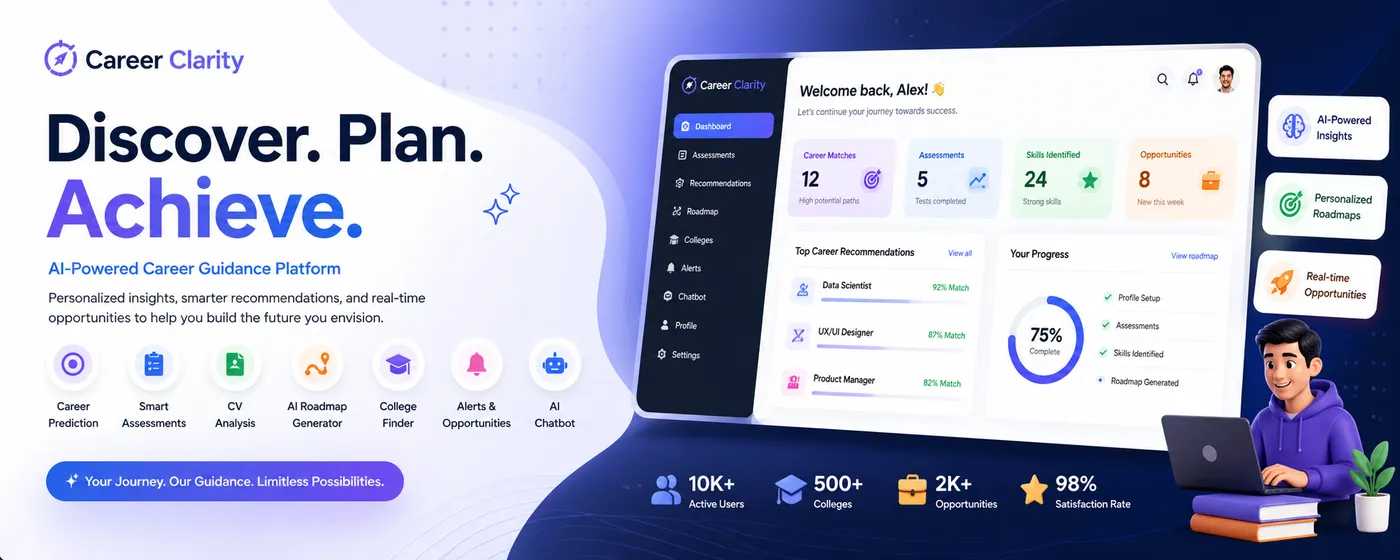 Career Clarity
Discover. Plan.
Achieve.
AI-Powered Career Guidance Platform
Personalized insights, smarter recommendations, and real-time
opportunities to help you build the future you envision.
Career
Prediction
Smart
Assessments
CV
Analysis
AI Roadmap
Generator
College
Finder
Alerts &
Opportunities
AI
Chatbot
Your Journey. Our Guidance. Limitless Possibilities.
Career Clarity
Dashboard
Assessments
Recommendations
Roadmap
Colleges
Alerts
Chatbot
Profile
Settings
Welcome back, Alex! 👋
Let's continue your journey towards success.
Career Matches
12
High potential paths
Assessments
5
Tests completed
Skills Identified
24
Strong skills
Opportunities
8
New this week
Top Career Recommendations
View all
Data Scientist
92% Match
UX/UI Designer
87% Match
Product Manager
82% Match
Your Progress
View roadmap
75%
Complete
Profile Setup
Assessments
Skills Identified
Roadmap Generated
AI-Powered
Insights
Personalized
Roadmaps
Real-time
Opportunities
10K+
Active Users
500+
Colleges
2K+
Opportunities
98%
Satisfaction Rate